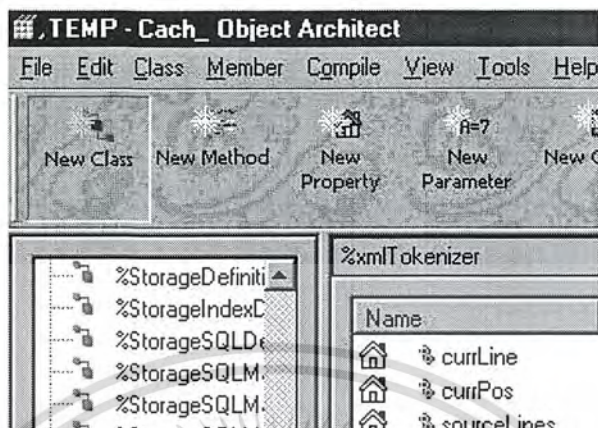 ,TEMP - Cach_ Object Architect
File Edit Class Member Compile View Tools Help
New Class New Method New Property A=? New Parameter New
%StorageDefiniti
%StorageIndexD
%StorageSQLDe
%StorageSQLM
%StorageSQLM
%xmlTokenizer
Name
currLine
currPos
sourceLines